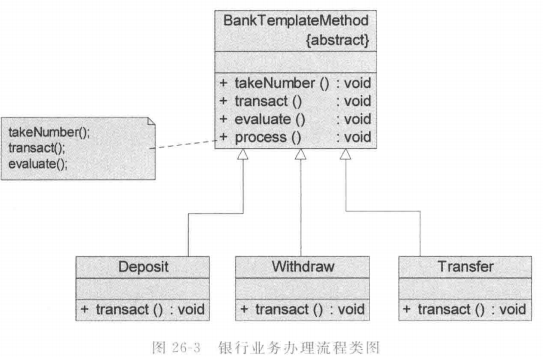 BankTemplateMethod
{abstract}
+ takeNumber () : void
+ transact () : void
+ evaluate () : void
+ process () : void
takeNumber();
transact();
evaluate();
Deposit
+ transact () : void
Withdraw
+ transact () : void
Transfer
+ transact () : void
图 26-3 银行业务办理流程类图